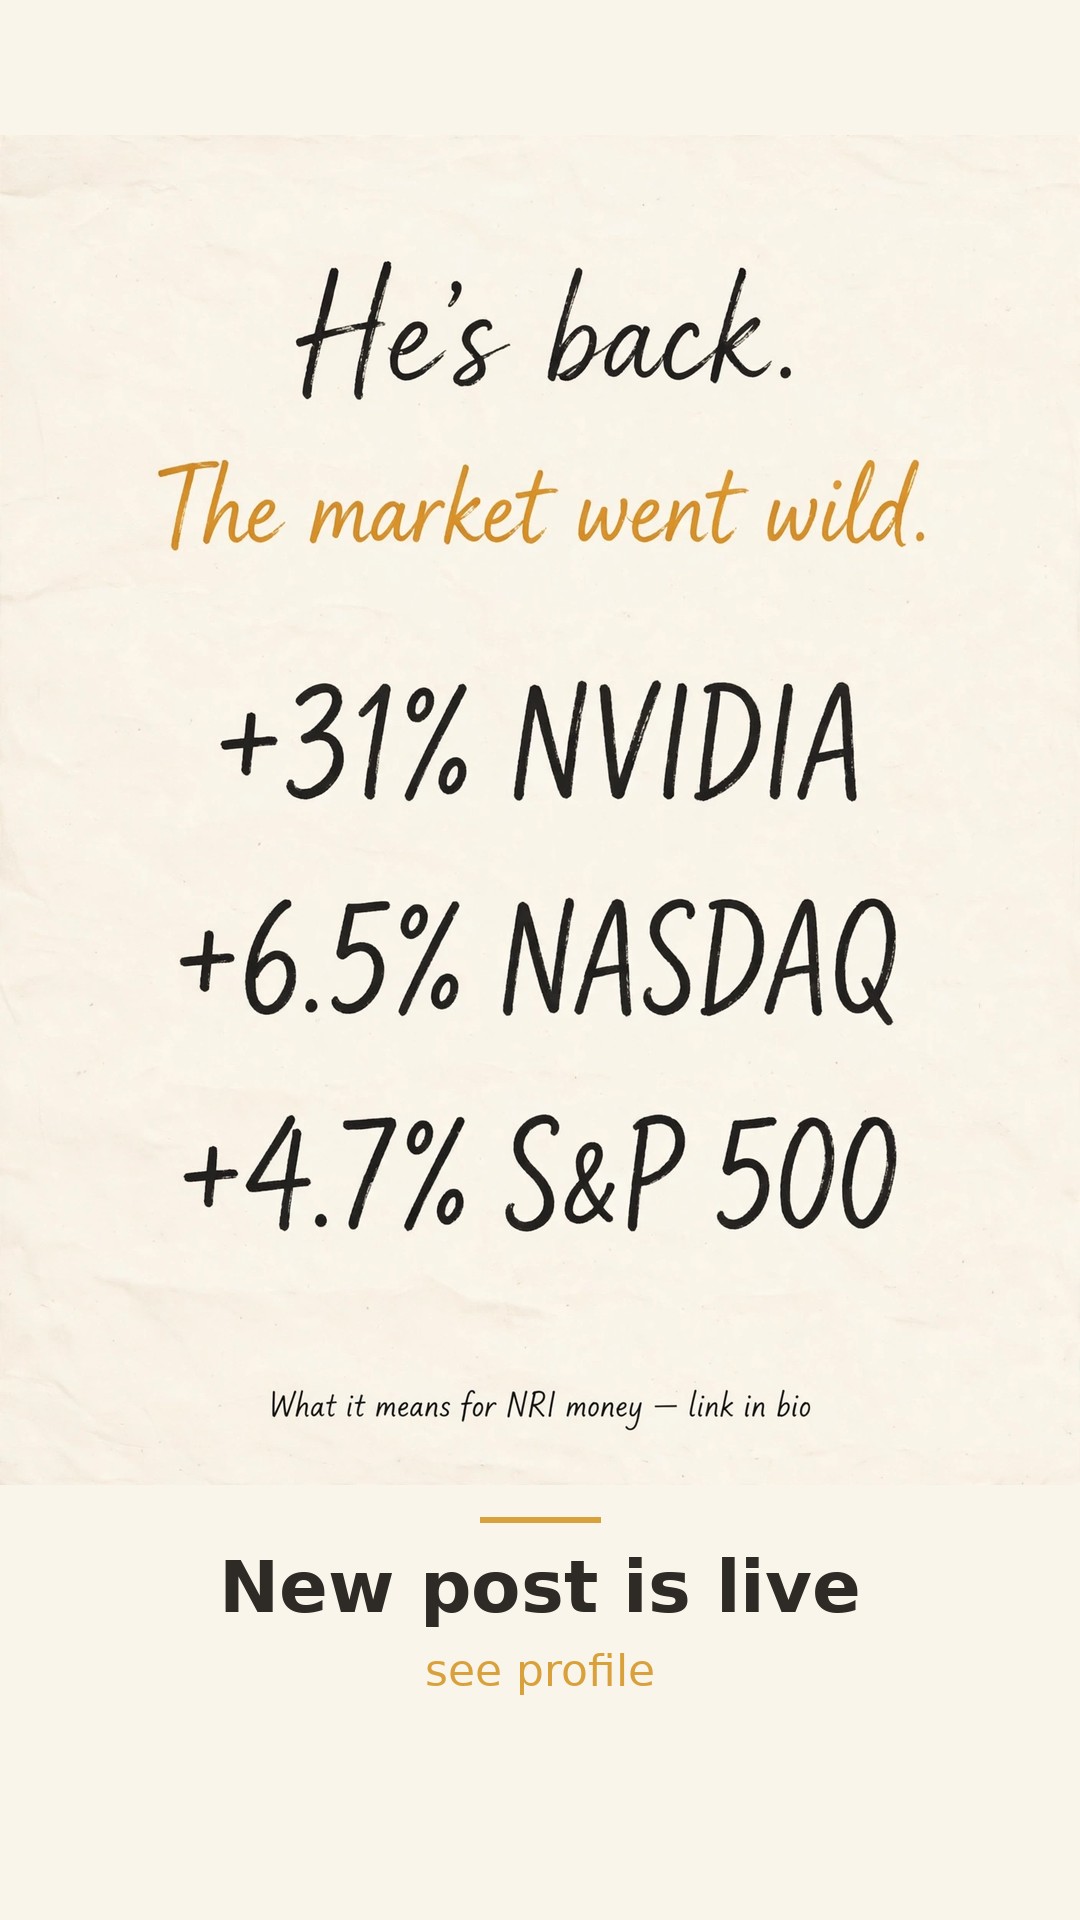 He's back.
The market went wild.
+31% NVIDIA
+6.5% NASDAQ
+4.7% S&P 500
What it means for NRI money — link in bio
New post is live
see profile